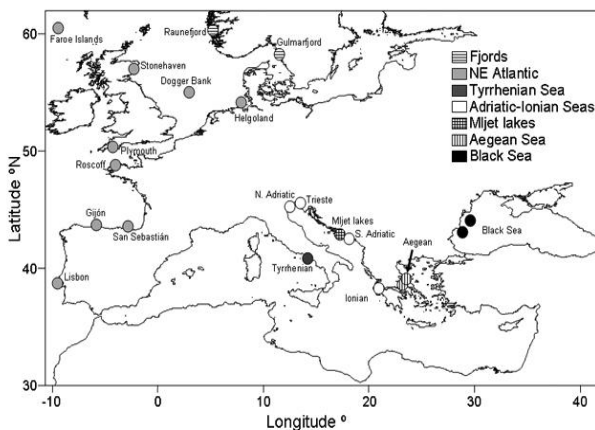 60
Faroe Islands
Raunefjord
Gulmarfjord
Stonehaven
Dogger Bank
Helgoland
Fjords
NE Atlantic
Tyrrhenian Sea
Adriatic-Ionian Seas
Mljet lakes
Aegean Sea
Black Sea
Latitude ºN
50
Plymouth
Roscoff
N. Adriatic
Trieste
Gijón
San Sebastián
Mljet lakes
S. Adriatic
Black Sea
Aegean
40
Lisbon
Tyrrhenian
Ionian
30
-10 0 10 20 30 40
Longitude º